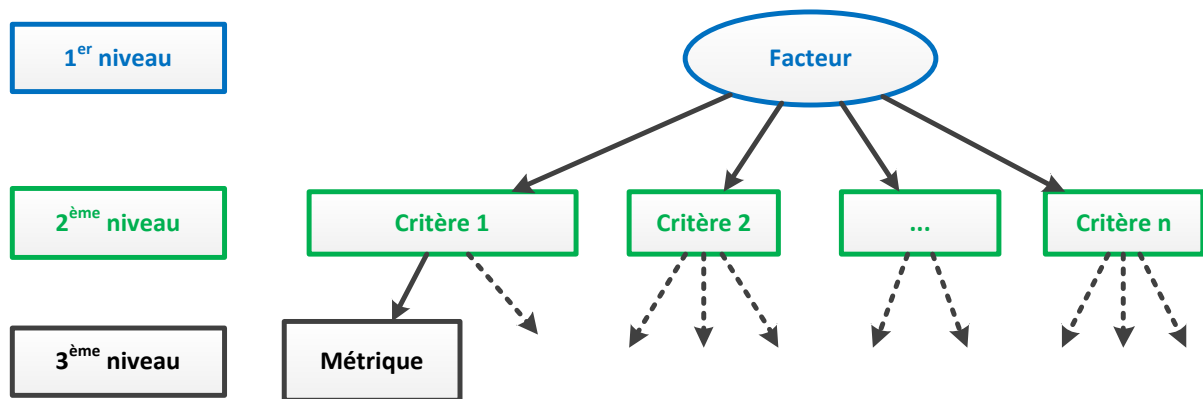 1er niveau
Facteur
2ème niveau
Critère 1
Critère 2
...
Critère n
3ème niveau
Métrique